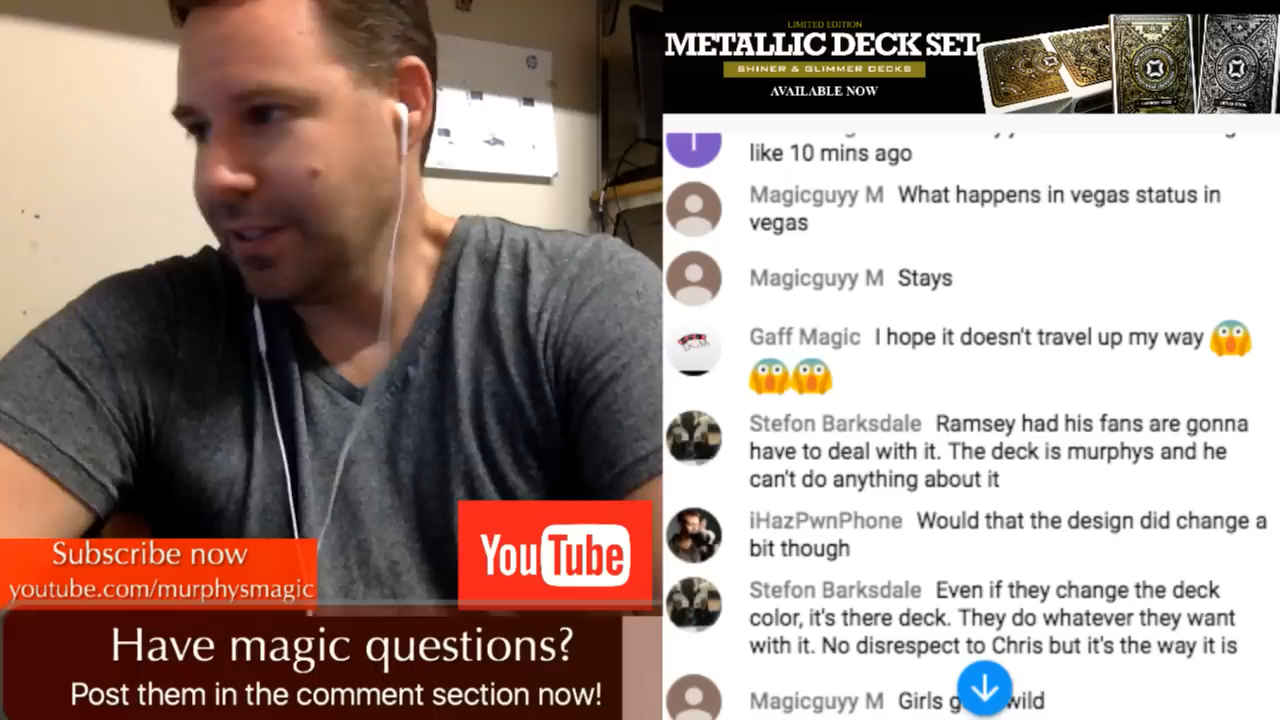 LIMITED EDITION
METALLIC DECK SET
SHINER & GLIMMER DECKS
AVAILABLE NOW
like 10 mins ago
Magicguyy M What happens in vegas status in
vegas
Magicguyy M Stays
Gaff Magic I hope it doesn't travel up my way 😱
😱😱
Stefon Barksdale Ramsey had his fans are gonna
have to deal with it. The deck is murphys and he
can't do anything about it
iHazPwnPhone Would that the design did change a
bit though
Stefon Barksdale Even if they change the deck
color, it's there deck. They do whatever they want
with it. No disrespect to Chris but it's the way it is
Magicguyy M Girls wild
YouTube
Subscribe now
youtube.com/murphysmagic
Have magic questions?
Post them in the comment section now!